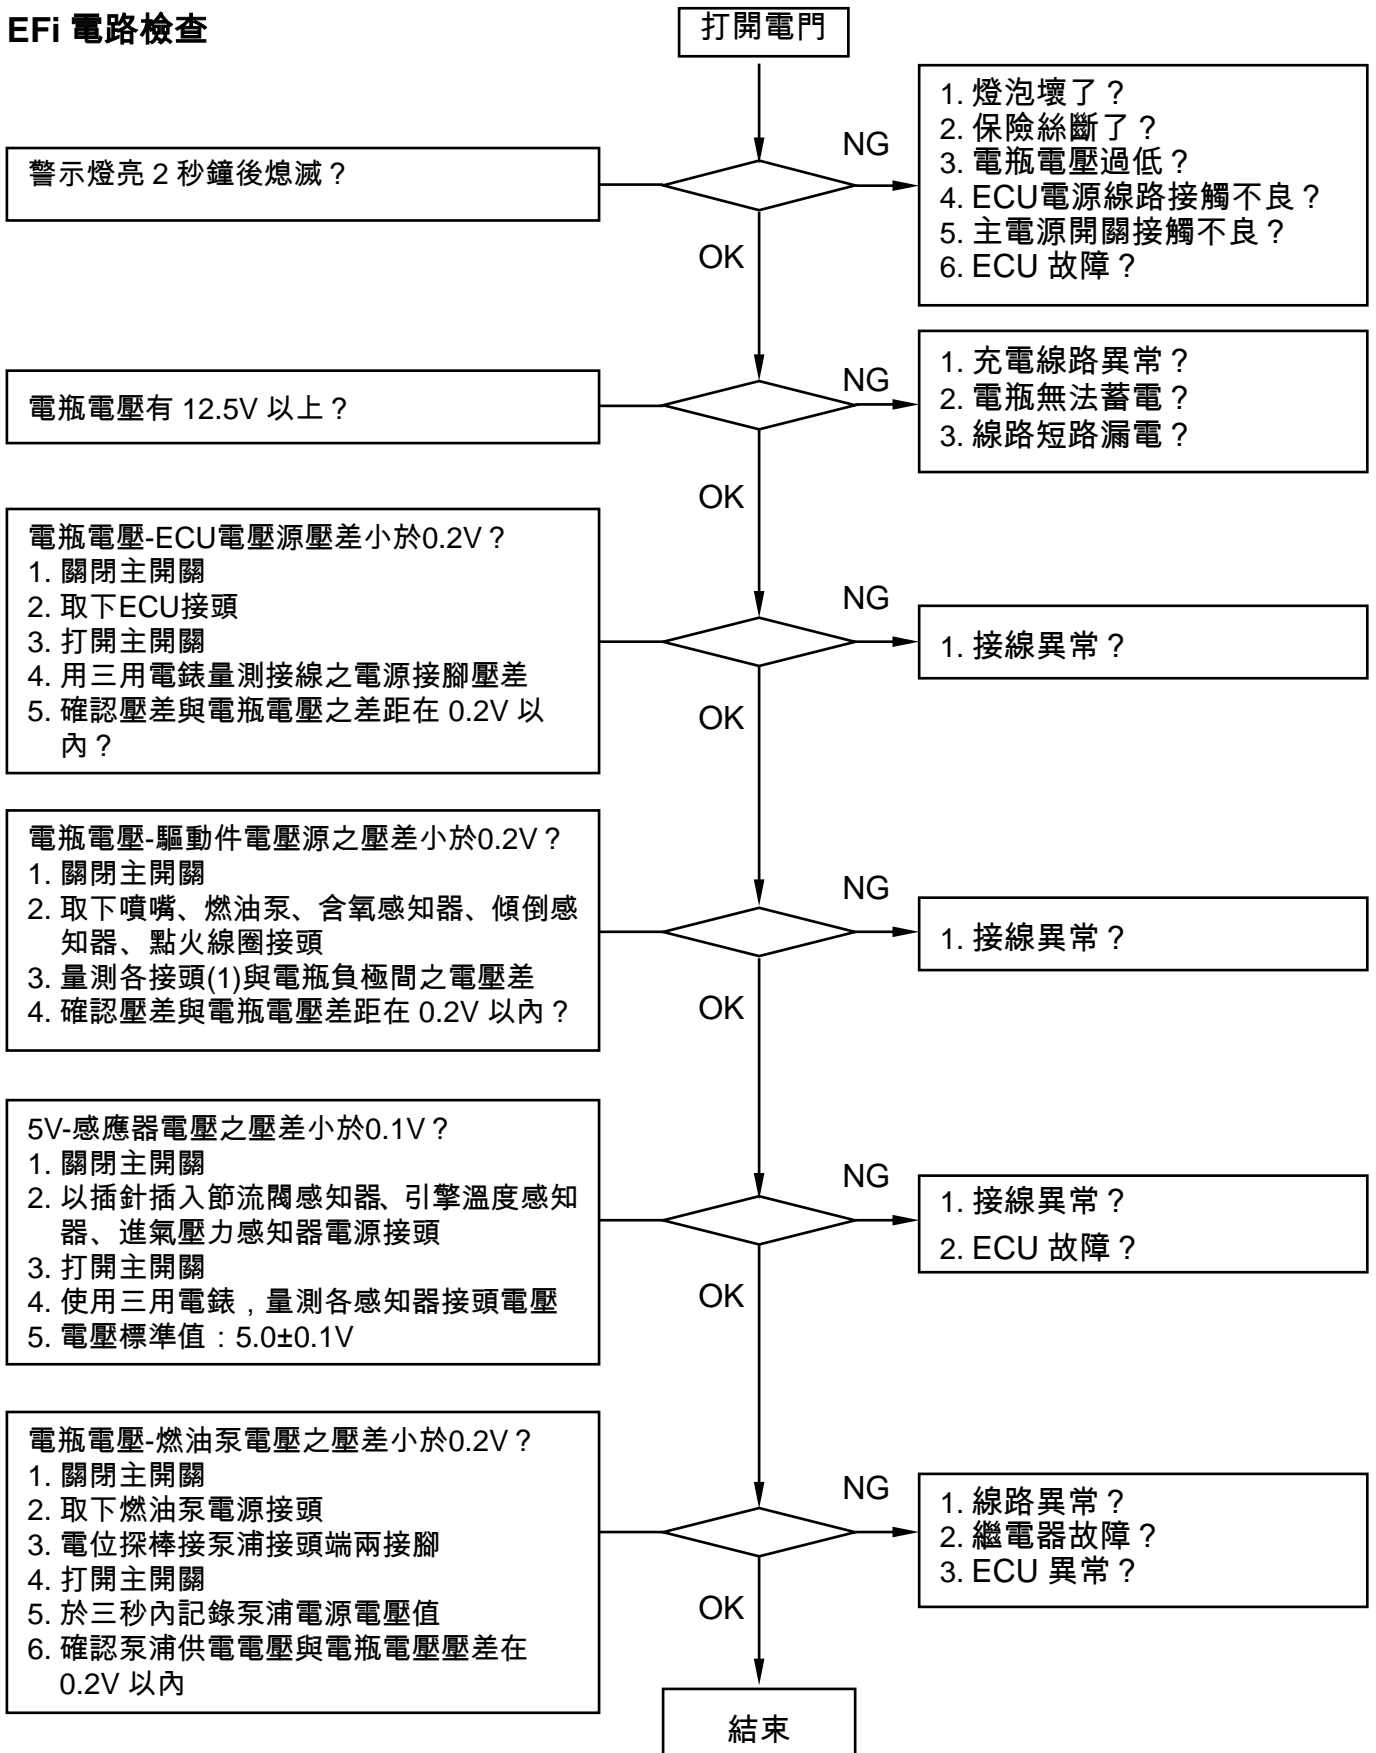 EFi 電路檢查
打開電門
警示燈亮 2 秒鐘後熄滅？
NG
1. 燈泡壞了？
2. 保險絲斷了？
3. 電瓶電壓過低？
4. ECU電源線路接觸不良？
5. 主電源開關接觸不良？
6. ECU 故障？
OK
電瓶電壓有 12.5V 以上？
NG
1. 充電線路異常？
2. 電瓶無法蓄電？
3. 線路短路漏電？
OK
電瓶電壓-ECU電壓源壓差小於0.2V？
1. 關閉主開關
2. 取下ECU接頭
3. 打開主開關
4. 用三用電錶量測接線之電源接腳壓差
5. 確認壓差與電瓶電壓之差距在 0.2V 以
內？
NG
1. 接線異常？
OK
電瓶電壓-驅動件電壓源之壓差小於0.2V？
1. 關閉主開關
2. 取下噴嘴、燃油泵、含氧感知器、傾倒感
知器、點火線圈接頭
3. 量測各接頭(1)與電瓶負極間之電壓差
4. 確認壓差與電瓶電壓差距在 0.2V 以內？
NG
1. 接線異常？
OK
5V-感應器電壓之壓差小於0.1V？
1. 關閉主開關
2. 以插針插入節流閥感知器、引擎溫度感知
器、進氣壓力感知器電源接頭
3. 打開主開關
4. 使用三用電錶，量測各感知器接頭電壓
5. 電壓標準值：5.0±0.1V
NG
1. 接線異常？
2. ECU 故障？
OK
電瓶電壓-燃油泵電壓之壓差小於0.2V？
1. 關閉主開關
2. 取下燃油泵電源接頭
3. 電位探棒接泵浦接頭端兩接腳
4. 打開主開關
5. 於三秒內記錄泵浦電源電壓值
6. 確認泵浦供電電壓與電瓶電壓壓差在
0.2V 以內
NG
1. 線路異常？
2. 繼電器故障？
3. ECU 異常？
OK
結束